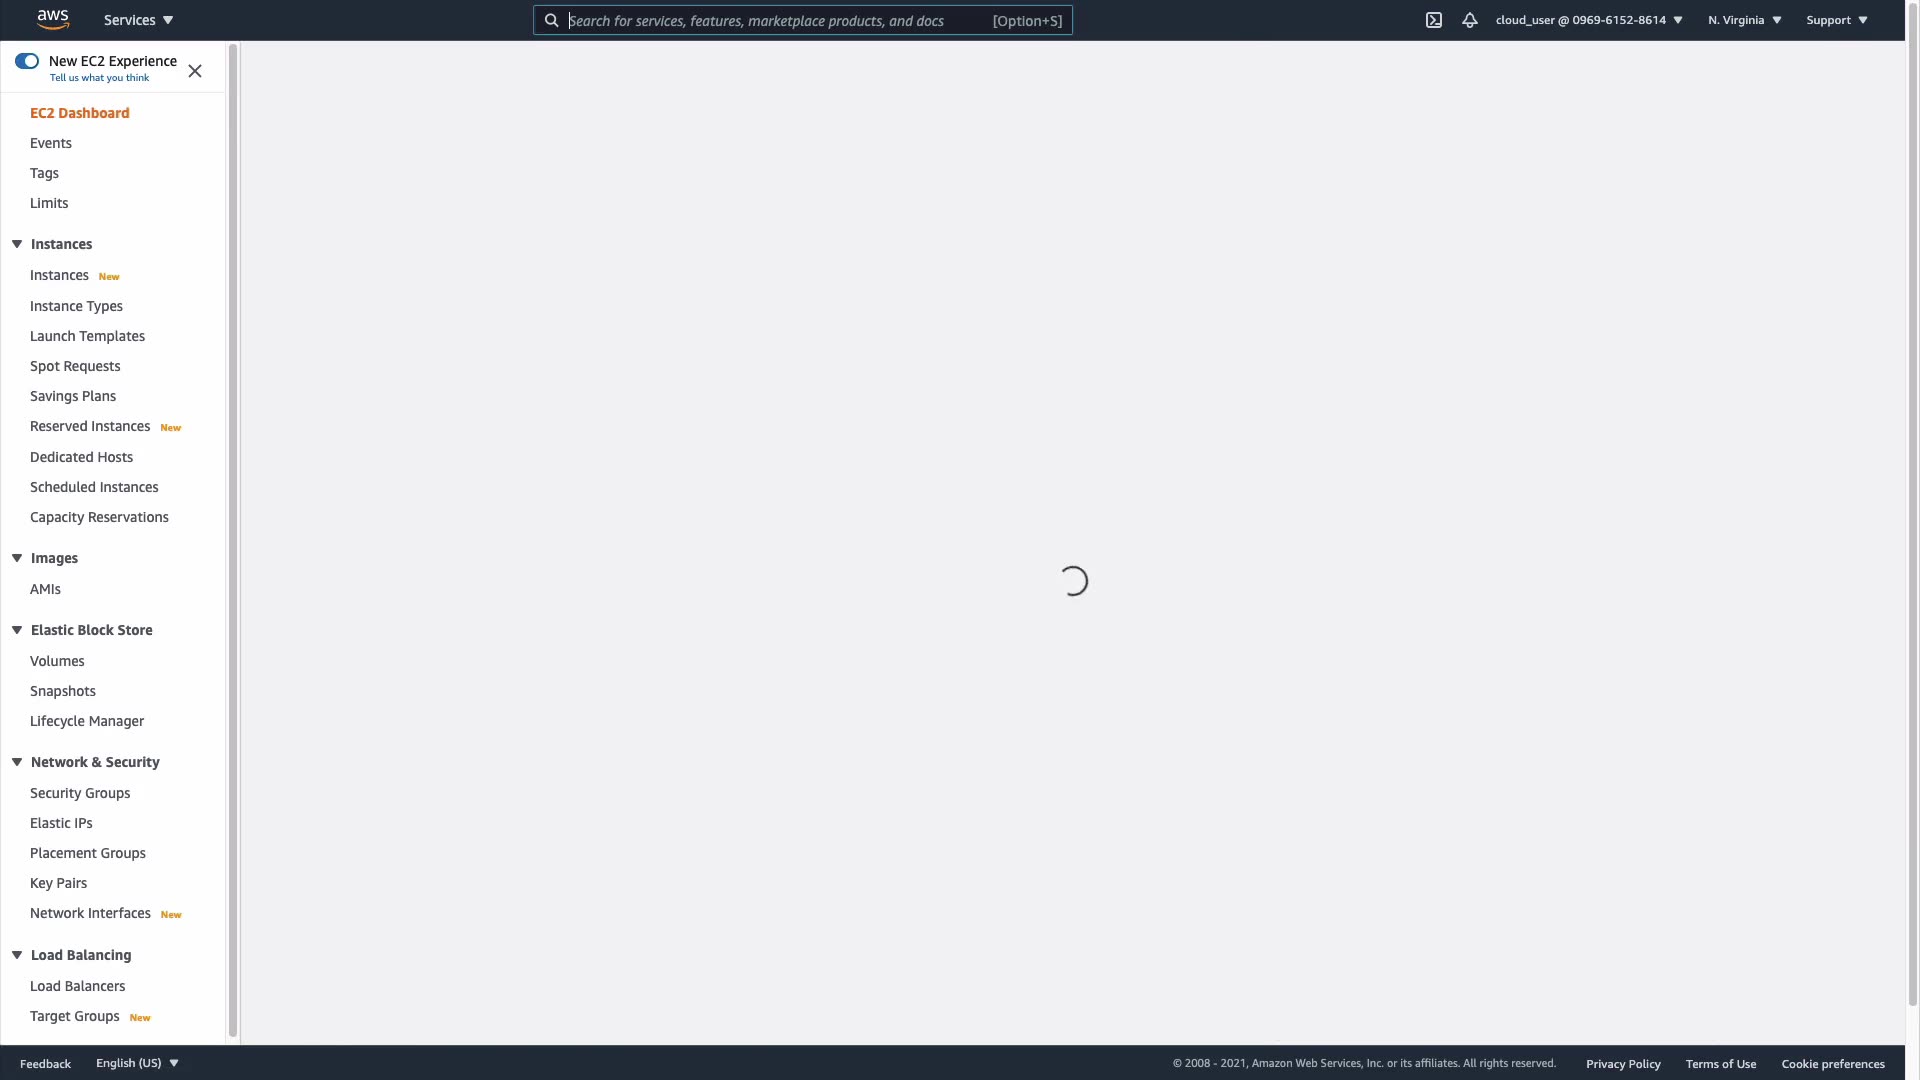 aws
Services
Search for services, features, marketplace products, and docs
[Option+S]
cloud_user @ 0969-6152-8614
N. Virginia
Support
New EC2 Experience
Tell us what you think
EC2 Dashboard
Events
Tags
Limits
Instances
Instances New
Instance Types
Launch Templates
Spot Requests
Savings Plans
Reserved Instances New
Dedicated Hosts
Scheduled Instances
Capacity Reservations
Images
AMIs
Elastic Block Store
Volumes
Snapshots
Lifecycle Manager
Network & Security
Security Groups
Elastic IPs
Placement Groups
Key Pairs
Network Interfaces New
Load Balancing
Load Balancers
Target Groups New
Feedback
English (US)
© 2008 - 2021, Amazon Web Services, Inc. or its affiliates. All rights reserved.
Privacy Policy
Terms of Use
Cookie preferences